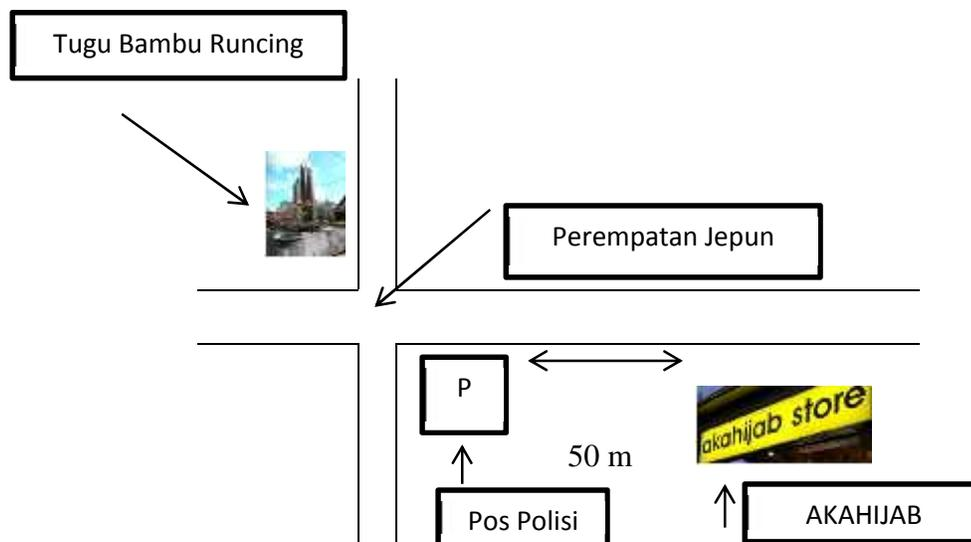 Tugu Bambu Runcing
Perempatan Jepun
P
akahijab store
50 m
Pos Polisi
AKAHIJAB